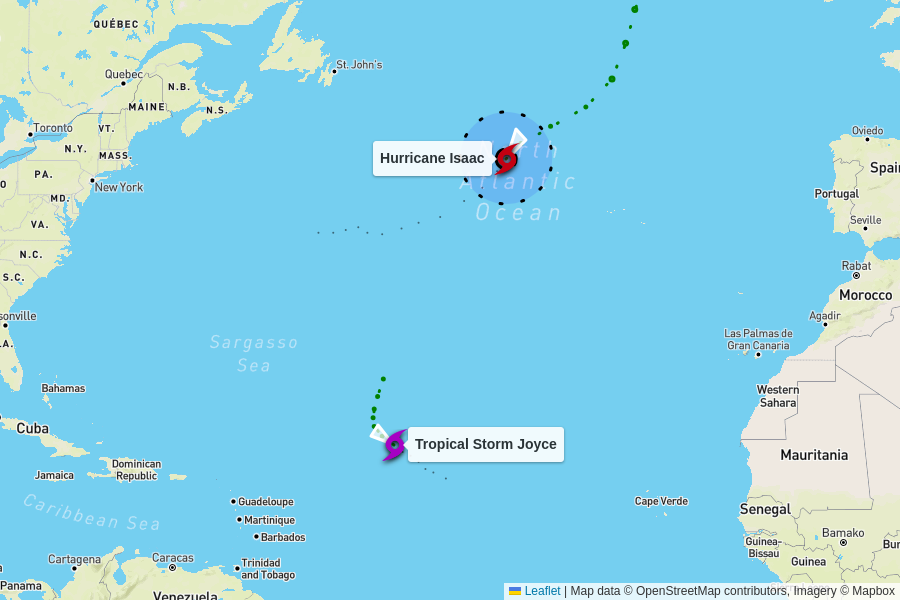 QUÉBEC
St. John's
Quebec
N.B.
MAINE
N.S.
Toronto
VT.
Oviedo
N.Y.
MASS.
Hurricane Isaac
Spain
PA.
New York
Atlantic
Portugal
MD.
Ocean
Seville
VA.
N.C.
Rabat
S.C.
Morocco
Agadir
Sargasso
Sea
Las Palmas de
Gran Canaria
Bahamas
Western
Sahara
Cuba
Tropical Storm Joyce
Mauritania
Dominican
Republic
Jamaica
Caribbean Sea
Guadeloupe
Cape Verde
Senegal
Martinique
Barbados
Bamako
Guinea-
Bissau
Cartagena
Caracas
Trinidad
and Tobago
Guinea
Panama
Venezuela
Leaflet | Map data © OpenStreetMap contributors, Imagery © Mapbox